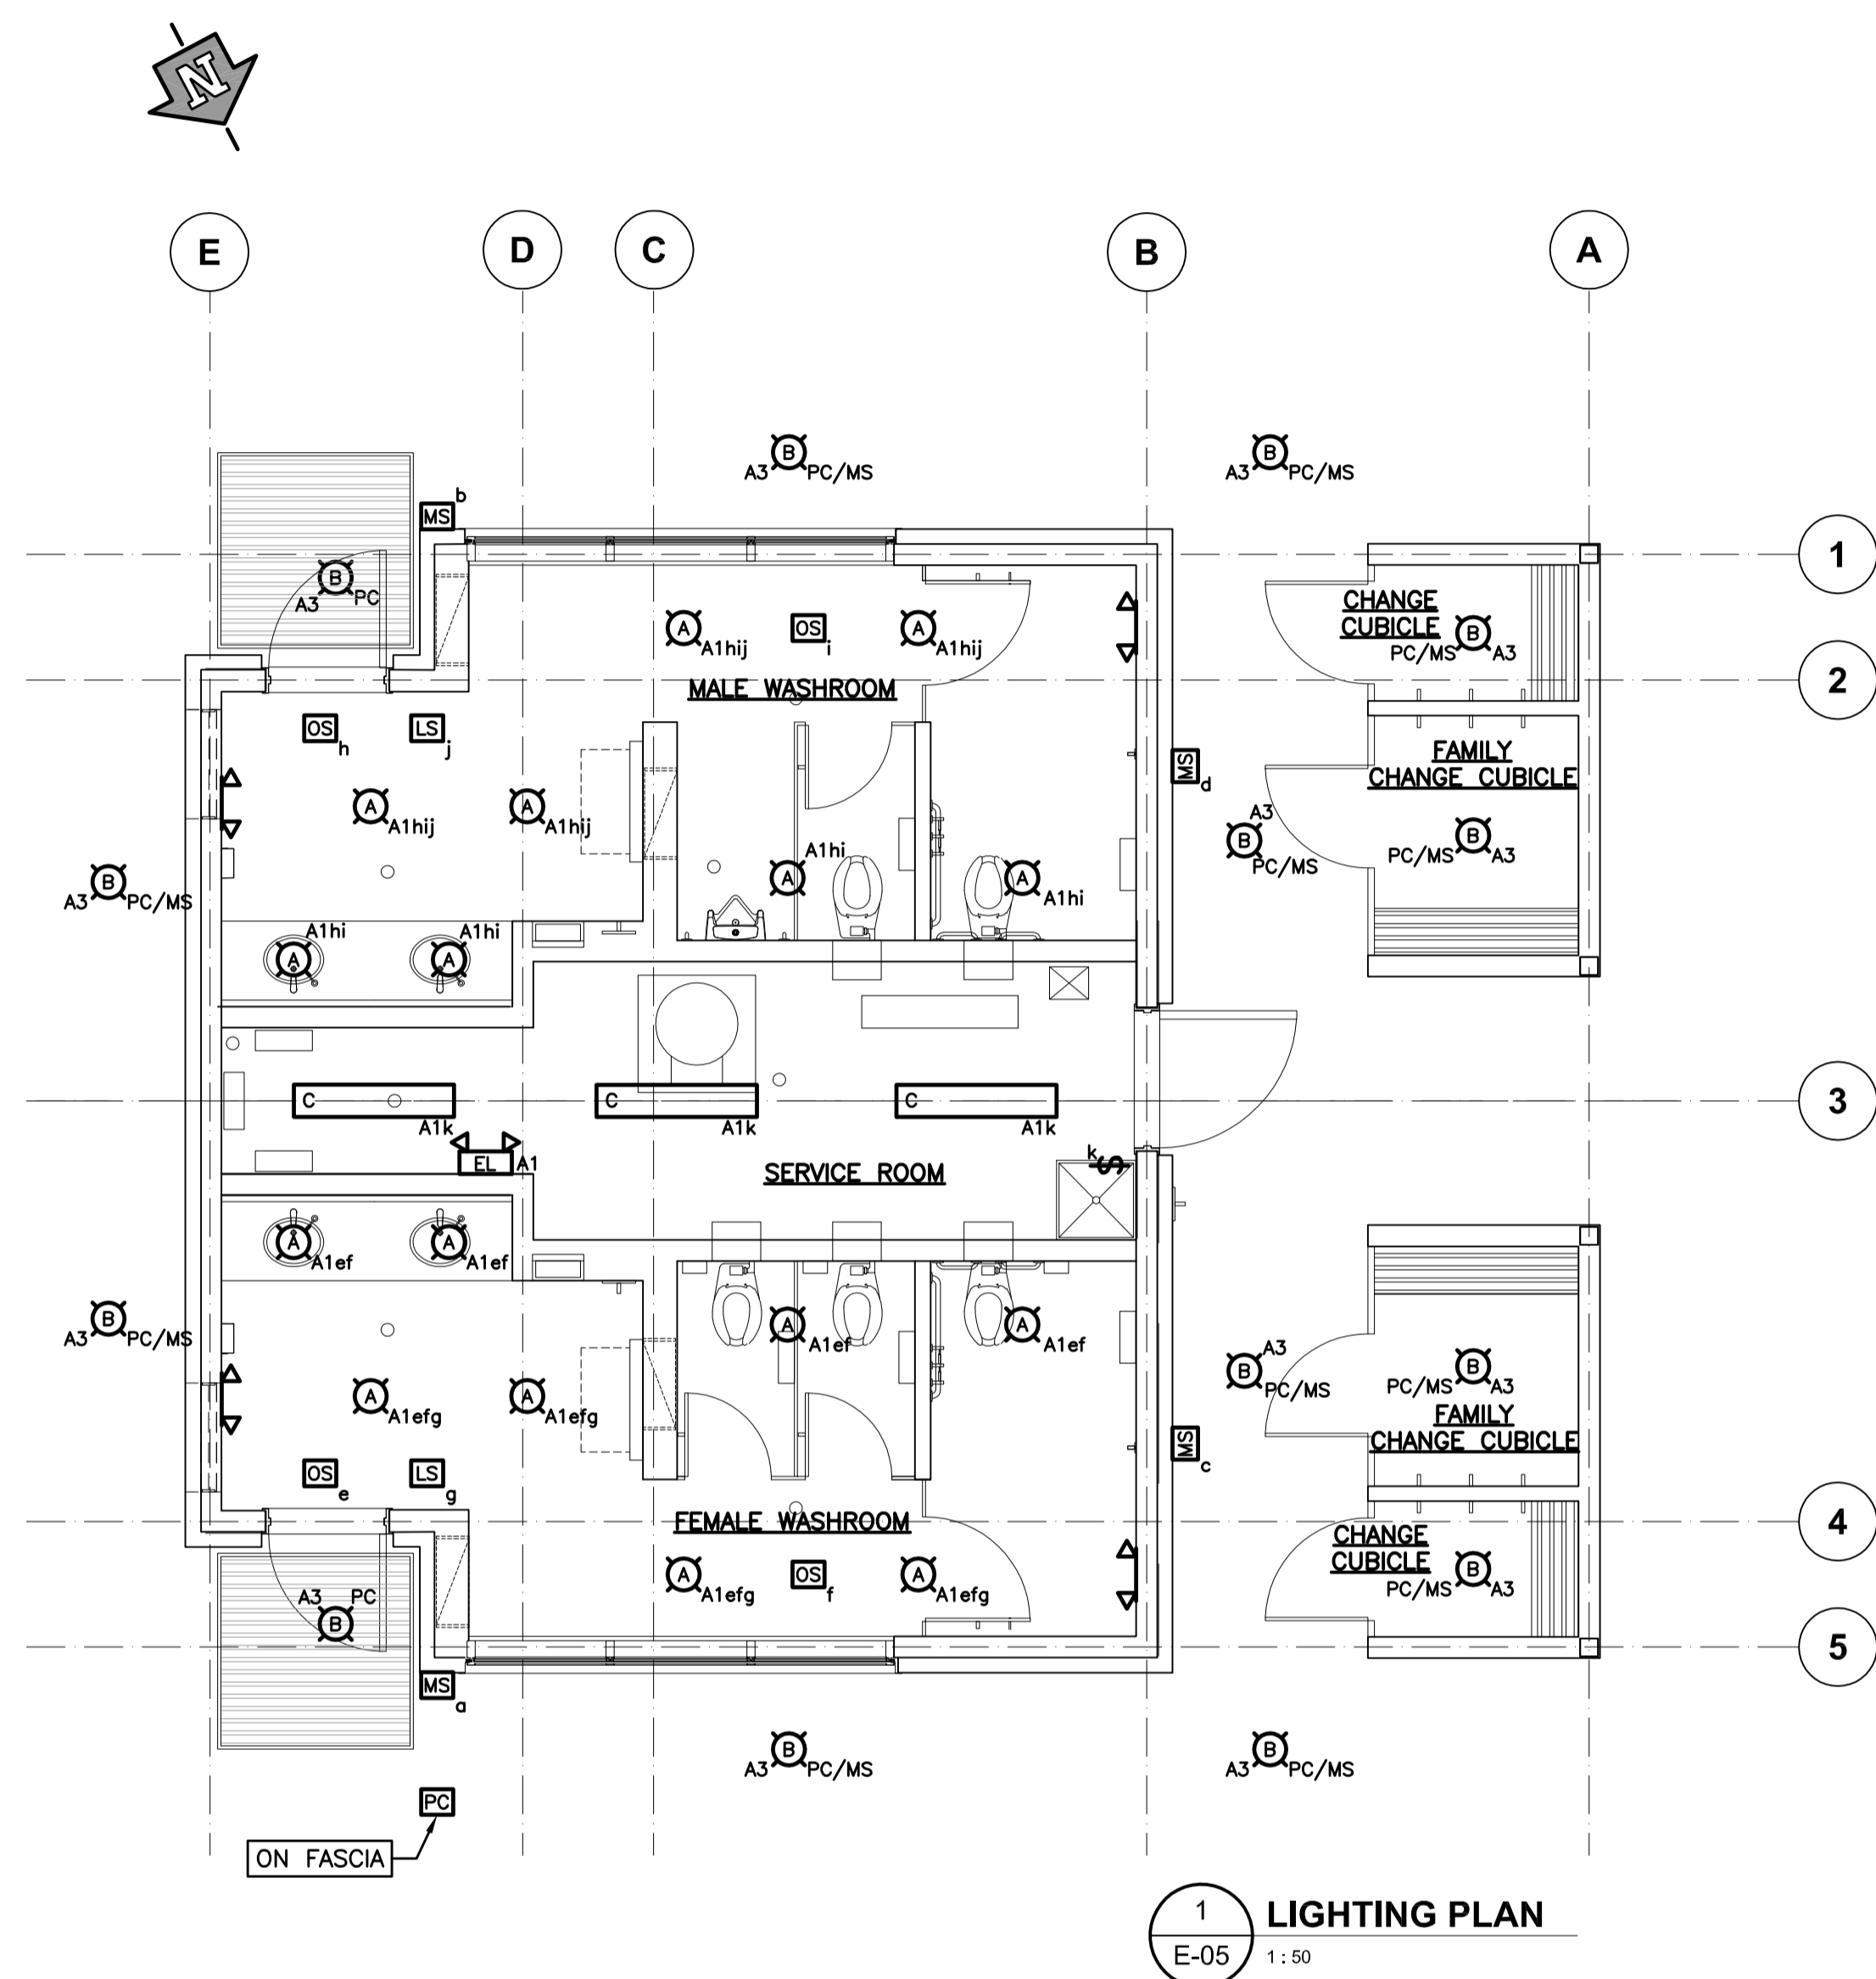 N
E
D
C
B
A
B
A3
PC/MS
B
A3
PC/MS
b
MS
1
B
A3
PC
CHANGE
CUBICLE
B
PC/MS
A3
A
A1hij
OS
i
A
A1hij
2
MALE WASHROOM
OS
h
LS
j
FAMILY
CHANGE CUBICLE
MS
d
A
A1hij
A
A1hij
A3
B
PC/MS
PC/MS
B
A3
A1hi
A
A
A1hi
B
A3
PC/MS
A1hi
A
A1hi
A
C
A1k
C
A1k
C
A1k
3
EL
A1
k
S
SERVICE ROOM
A
A1ef
A
A1ef
B
A3
PC/MS
A
A1ef
A
A1ef
A3
B
PC/MS
PC/MS
B
A3
FAMILY
CHANGE CUBICLE
A
A1efg
A
A1efg
MS
c
OS
e
LS
g
FEMALE WASHROOM
4
CHANGE
CUBICLE
B
PC/MS
A3
A
A1efg
OS
f
A
A1efg
A3
PC
B
5
MS
a
B
A3
PC/MS
B
A3
PC/MS
PC
ON FASCIA
1
LIGHTING PLAN
E-05
1 : 50